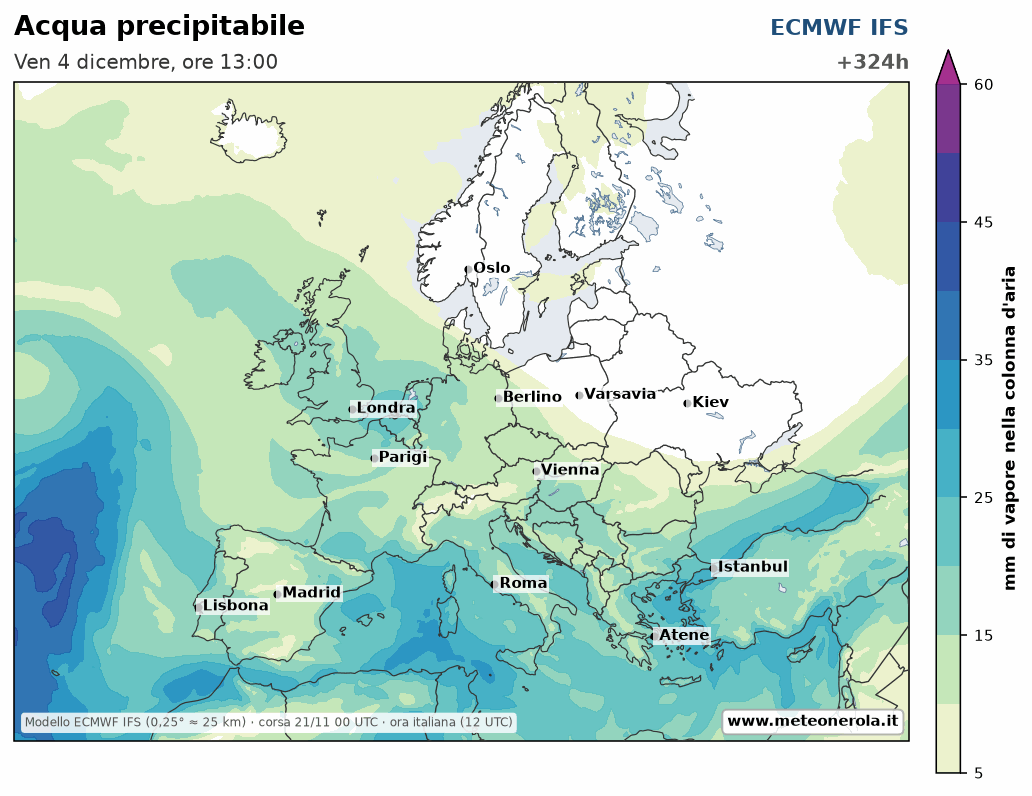 Acqua precipitabile
ECMWF IFS
Ven 4 dicembre, ore 13:00
+324h
60
45
35
25
15
5
mm di vapore nella colonna d'aria
Oslo
Berlino
Varsavia
Kiev
Londra
Parigi
Vienna
Istanbul
Roma
Madrid
Lisbona
Atene
Modello ECMWF IFS (0,25° ≈ 25 km) · corsa 21/11 00 UTC · ora italiana (12 UTC)
www.meteonerola.it